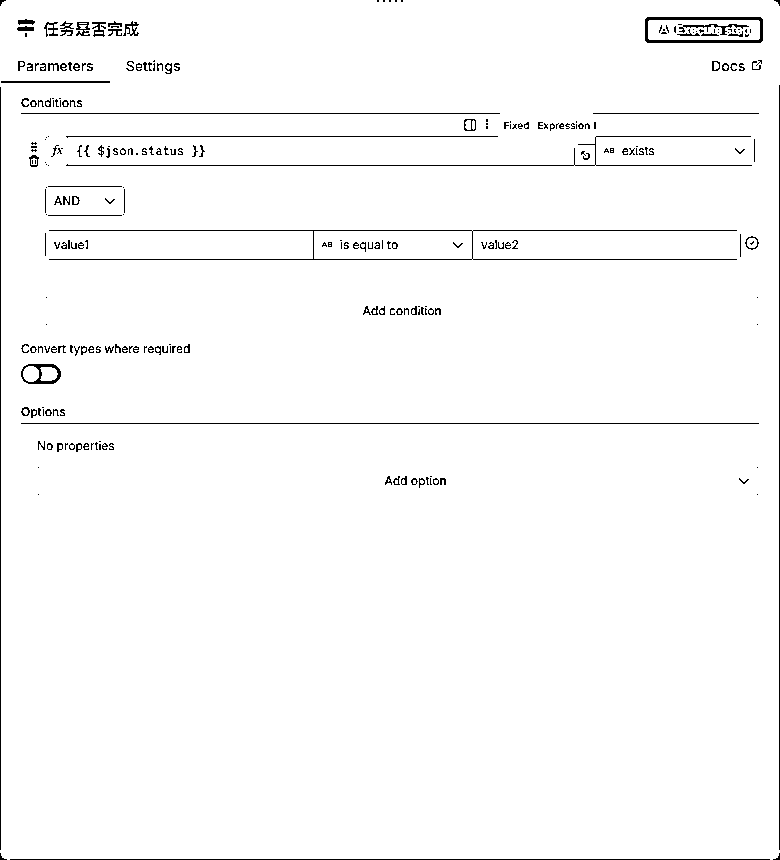 任务是否完成
Execute step
Parameters Settings Docs
Conditions
Fixed Expression
fx {{ $json.status }} AB exists
AND
value1 AB is equal to value2
Add condition
Convert types where required
Options
No properties
Add option